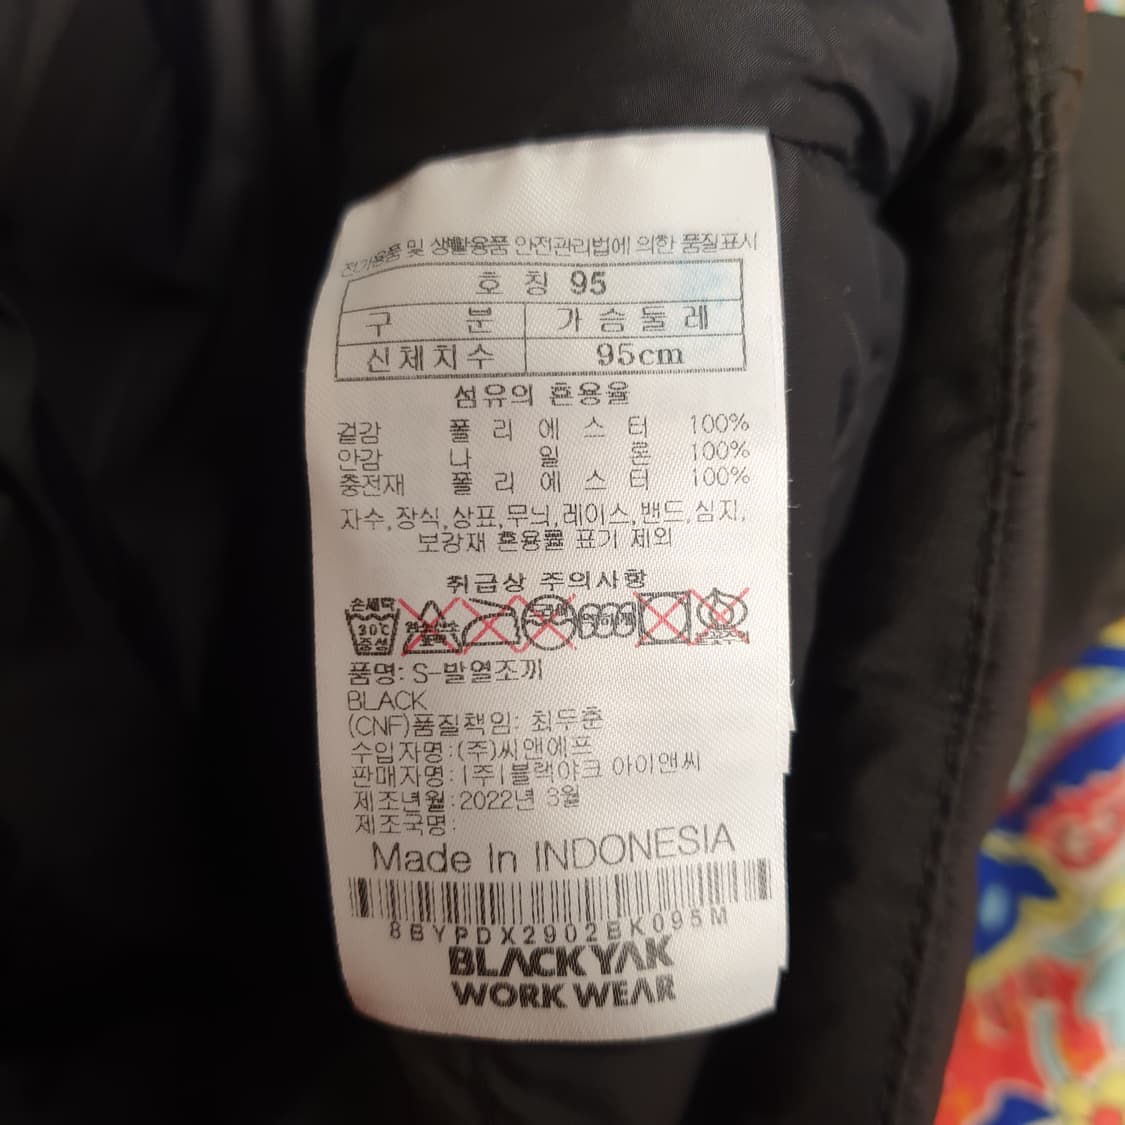 전기용품 및 생활용품 안전관리법에 의한 품질표시
호 칭 95
구 분 가 슴 둘 레
신체치수 95cm
섬유의 혼용율
겉감 폴 리 에 스 터 100%
안감 나 일 론 100%
충전재 폴 리 에 스 터 100%
자수,장식,상표,무늬,레이스,밴드,심지,
보강재 혼용률 표기 제외
취급상 주의사항
손세탁
30℃
중성
품명: S-발열조끼
BLACK
(CNF)품질책임: 최두춘
수입자명:(주)씨앤에프
판매자명:(주)블랙야크 아이앤씨
제조년월:2022년 3월
제조국명:
Made In INDONESIA
8BYPDX2902BK095M
BLACKYAK
WORK WEAR